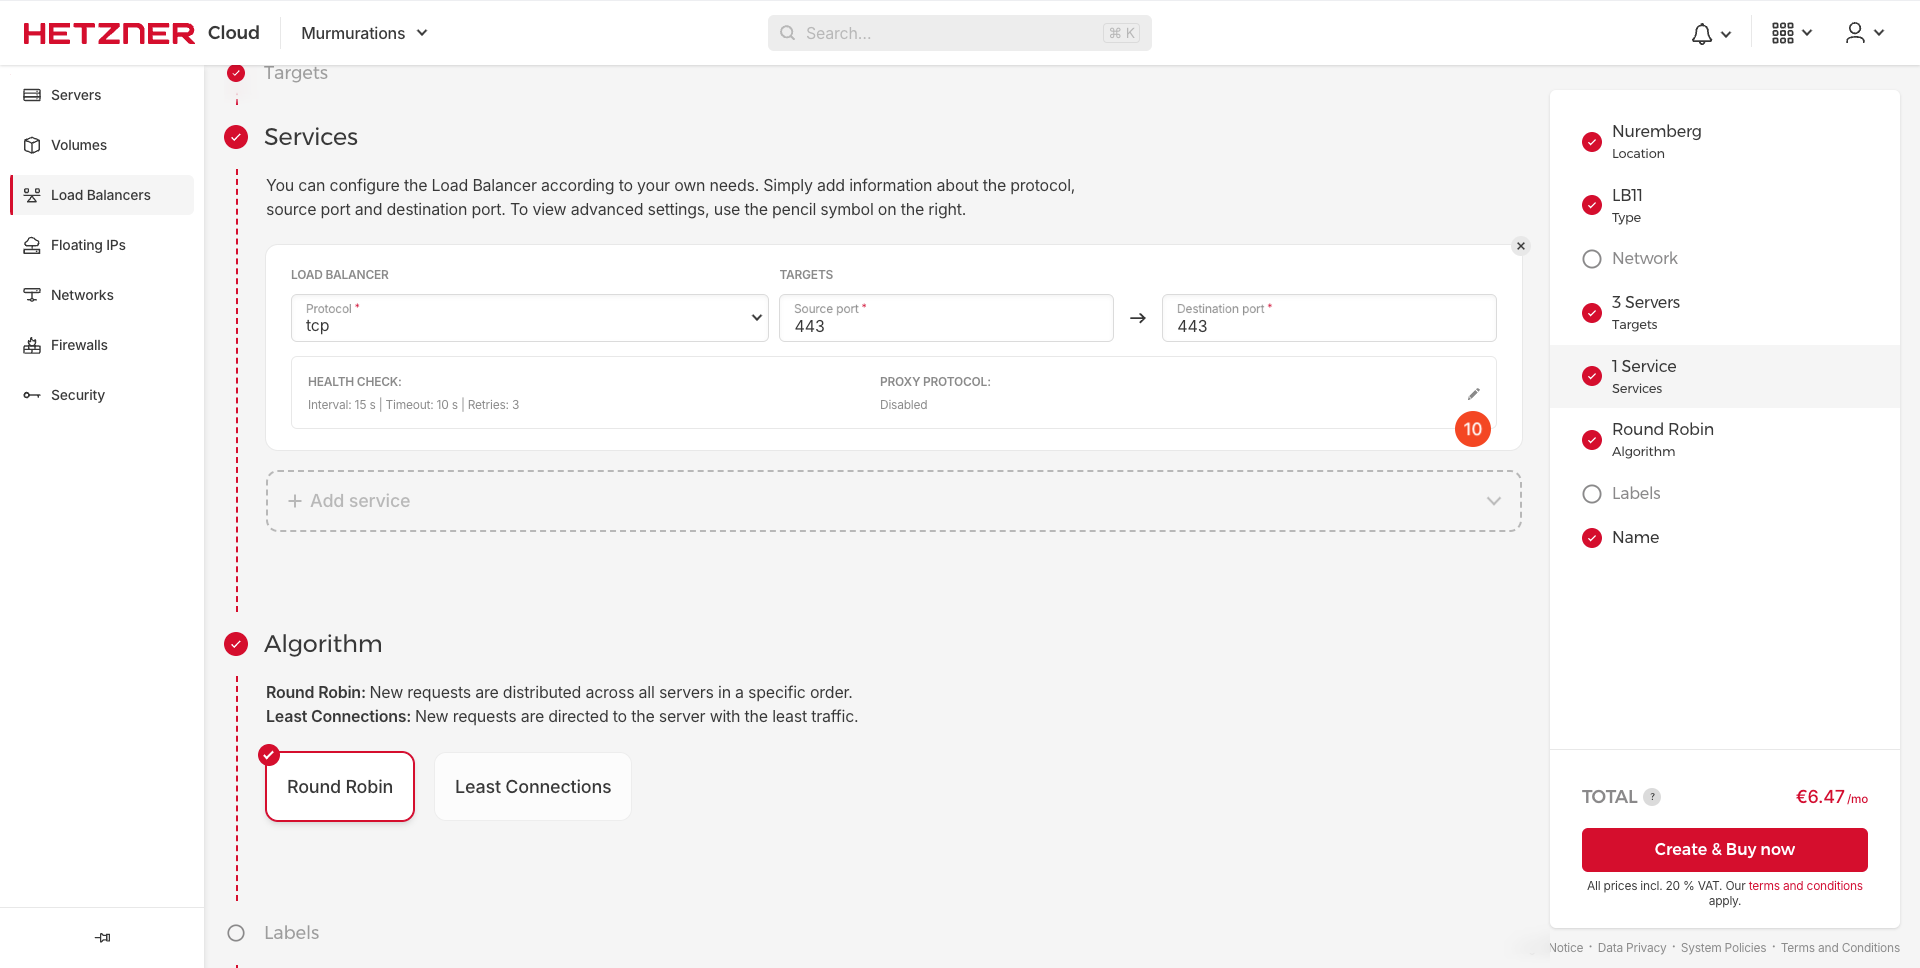 HETZNER Cloud
Murmurations
Search...
⌘ K
Servers
Volumes
Load Balancers
Floating IPs
Networks
Firewalls
Security
Targets
Services
You can configure the Load Balancer according to your own needs. Simply add information about the protocol,
source port and destination port. To view advanced settings, use the pencil symbol on the right.
LOAD BALANCER
TARGETS
Protocol *
tcp
Source port *
443
Destination port *
443
HEALTH CHECK:
Interval: 15 s | Timeout: 10 s | Retries: 3
PROXY PROTOCOL:
Disabled
10
+ Add service
Algorithm
Round Robin: New requests are distributed across all servers in a specific order.
Least Connections: New requests are directed to the server with the least traffic.
Round Robin
Least Connections
Labels
Nuremberg
Location
LB11
Type
Network
3 Servers
Targets
1 Service
Services
Round Robin
Algorithm
Labels
Name
TOTAL ?
€6.47 /mo
Create & Buy now
All prices incl. 20 % VAT. Our terms and conditions
apply.
Notice · Data Privacy · System Policies · Terms and Conditions